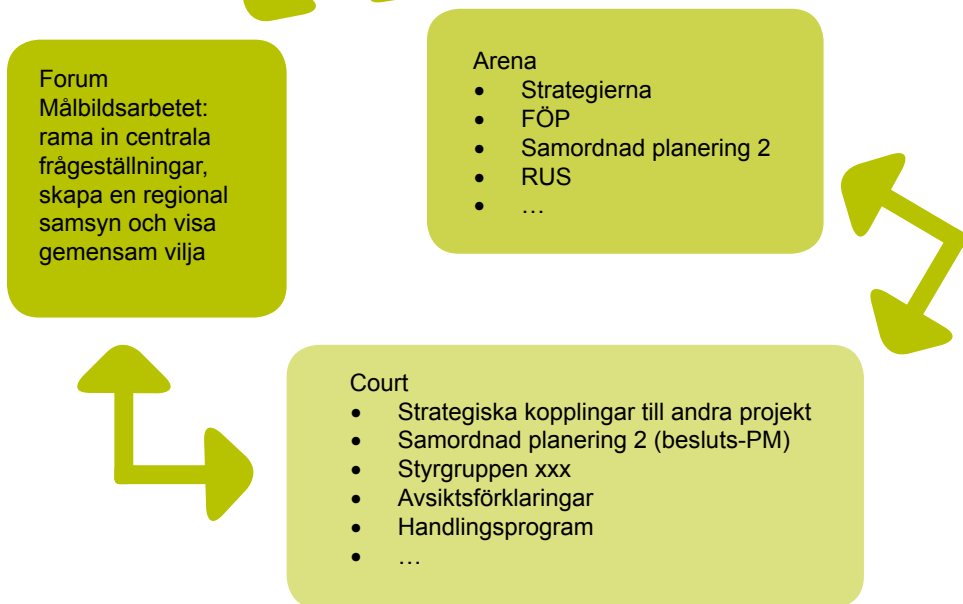 Forum
Målbildsarbetet:
rama in centrala
frågeställningar,
skapa en regional
samsyn och visa
gemensam vilja
Arena
• Strategierna
• FÖP
• Samordnad planering 2
• RUS
• …
Court
• Strategiska kopplingar till andra projekt
• Samordnad planering 2 (besluts-PM)
• Styrgruppen xxx
• Avsiktsförklaringar
• Handlingsprogram
• …